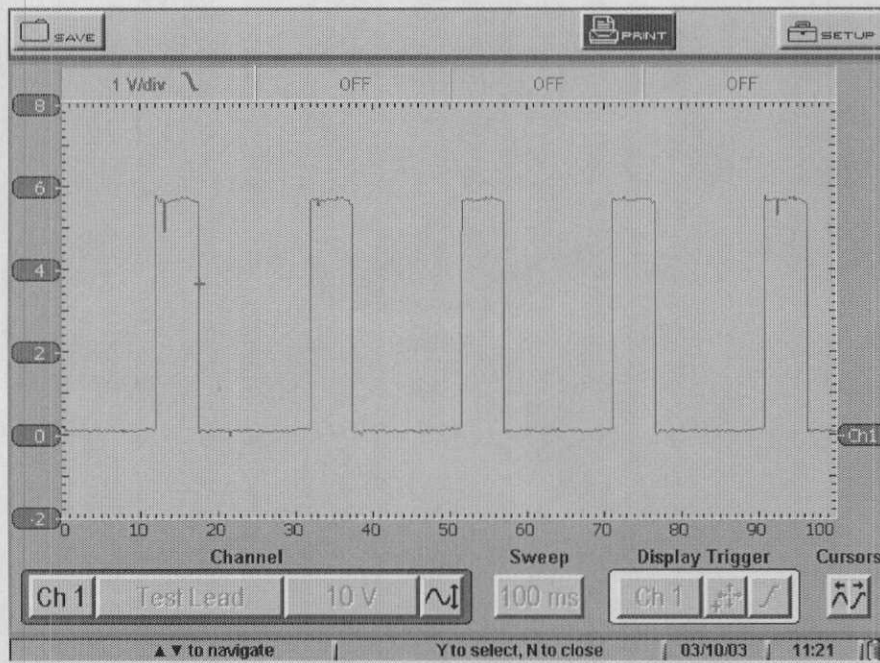 SAVE PRINT SETUP
1 V/div OFF OFF OFF
8
6
4
2
0 Ch1
-2
0 10 20 30 40 50 60 70 80 90 100
Channel Sweep Display Trigger Cursors
Ch 1 Test Lead 10 V 100 ms Ch 1
▲ ▼ to navigate Y to select, N to close 03/10/03 11:21